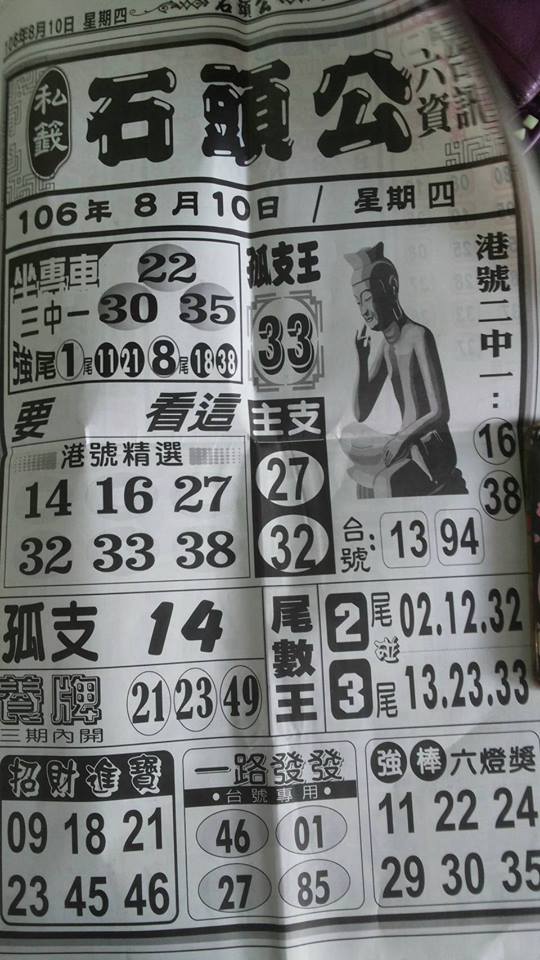 106年8月10日 星期四
石頭公
私籤
石頭公
六合資訊
106年 8月10日 / 星期四
坐專車
三中一
22
30 35
強尾 1尾 11 21 8尾 18 38
孤支王
33
港號二中一：
16
38
要看這
港號精選
14 16 27
32 33 38
主支
27
32
台號： 13 94
孤支 14
養牌
三期內開
21 23 49
尾數王
2尾 02.12.32
並
3尾 13.23.33
招財進寶
09 18 21
23 45 46
一路發發
•台號專用•
46 01
27 85
強棒六燈獎
11 22 24
29 30 35